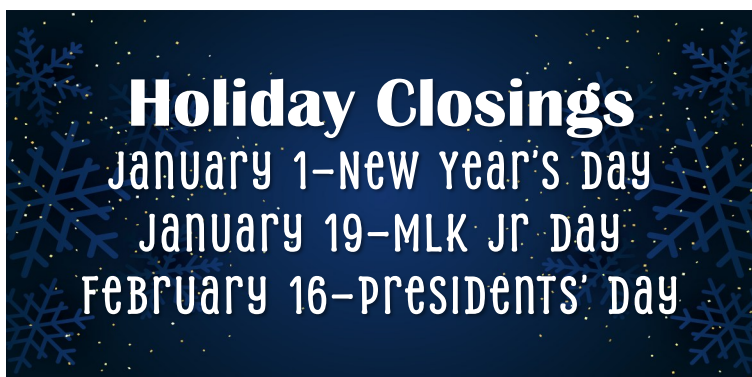 Holiday Closings
January 1–New Year's Day
January 19–MLK Jr Day
February 16–Presidents' Day